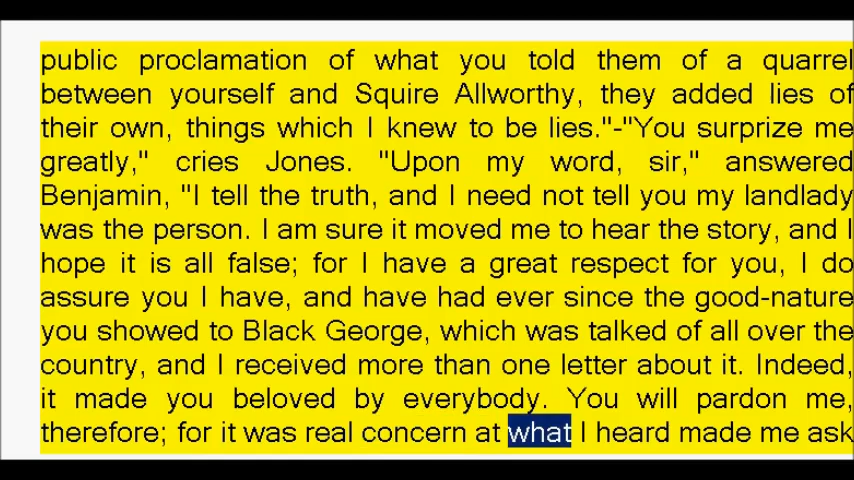 public proclamation of what you told them of a quarrel
between yourself and Squire Allworthy, they added lies of
their own, things which I knew to be lies."-"You surprize me
greatly," cries Jones. "Upon my word, sir," answered
Benjamin, "I tell the truth, and I need not tell you my landlady
was the person. I am sure it moved me to hear the story, and I
hope it is all false; for I have a great respect for you, I do
assure you I have, and have had ever since the good-nature
you showed to Black George, which was talked of all over the
country, and I received more than one letter about it. Indeed,
it made you beloved by everybody. You will pardon me,
therefore; for it was real concern at what I heard made me ask